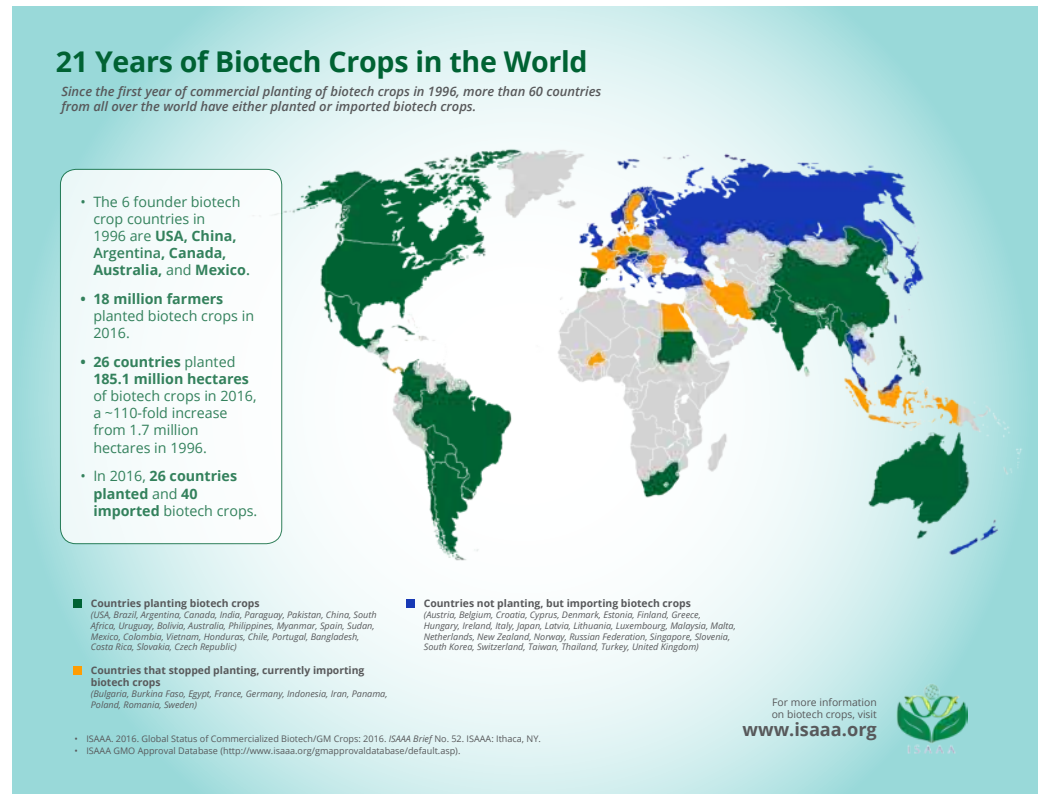 21 Years of Biotech Crops in the World
Since the first year of commercial planting of biotech crops in 1996, more than 60 countries
from all over the world have either planted or imported biotech crops.
• The 6 founder biotech
crop countries in
1996 are USA, China,
Argentina, Canada,
Australia, and Mexico.
• 18 million farmers
planted biotech crops in
2016.
• 26 countries planted
185.1 million hectares
of biotech crops in 2016,
a ~110-fold increase
from 1.7 million
hectares in 1996.
• In 2016, 26 countries
planted and 40
imported biotech crops.
Countries planting biotech crops
(USA, Brazil, Argentina, Canada, India, Paraguay, Pakistan, China, South
Africa, Uruguay, Bolivia, Australia, Philippines, Myanmar, Spain, Sudan,
Mexico, Colombia, Vietnam, Honduras, Chile, Portugal, Bangladesh,
Costa Rica, Slovakia, Czech Republic)
Countries that stopped planting, currently importing
biotech crops
(Bulgaria, Burkina Faso, Egypt, France, Germany, Indonesia, Iran, Panama,
Poland, Romania, Sweden)
Countries not planting, but importing biotech crops
(Austria, Belgium, Croatia, Cyprus, Denmark, Estonia, Finland, Greece,
Hungary, Ireland, Italy, Japan, Latvia, Lithuania, Luxembourg, Malaysia, Malta,
Netherlands, New Zealand, Norway, Russian Federation, Singapore, Slovenia,
South Korea, Switzerland, Taiwan, Thailand, Turkey, United Kingdom)
• ISAAA. 2016. Global Status of Commercialized Biotech/GM Crops: 2016. ISAAA Brief No. 52. ISAAA: Ithaca, NY.
• ISAAA GMO Approval Database (http://www.isaaa.org/gmapprovaldatabase/default.asp).
For more information
on biotech crops, visit
www.isaaa.org
ISAAA